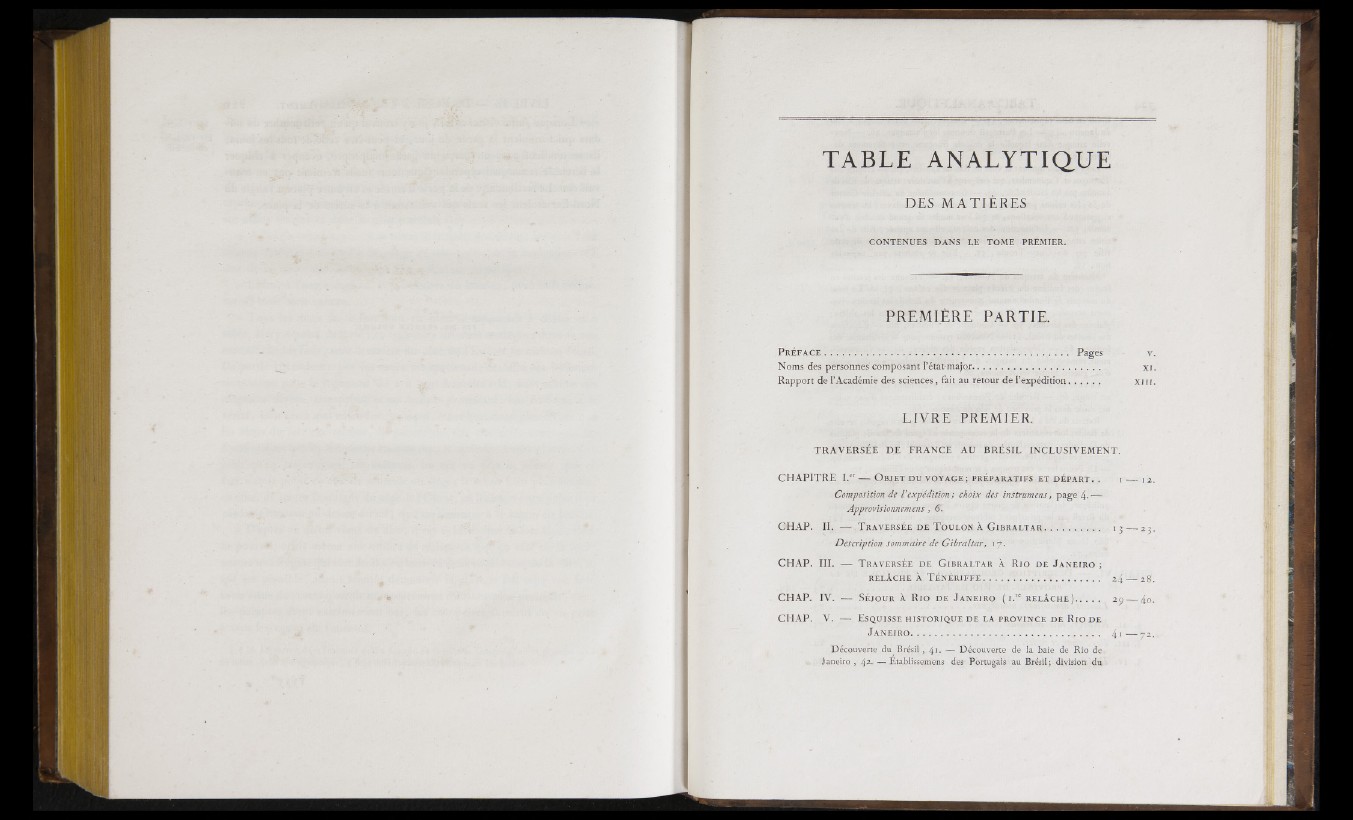 TABLE ANALYTIQUE
DES MATIÈRES
CONTENUES DANS LE TOME PREMIER.
PREMIÈRE PARTIE.
PRÉFACE ........................................ Pages v.
Noms des personnes composant l'état-major...................... XI.
Rapport de l'Académie des sciences, fait au retour de l'expédition...... XIII.
LIVRE PREMIER.
TRAVERSÉE DE FRANCE AU BRÉSIL INCLUSIVEMENT.
CHAPITRE I.er — OBJET DU VOYAGE; PRÉPARATIFS ET DÉPART.. 1 — 12.
Composition de l'expédition; choix des instrumens, page 4. —
Approvisionnemens, 6.
CHAP. II. — TRAVERSÉE DE TOULON À GIBRALTAR.......... 13 — 23.
Description sommaire de Gibraltar, 17.
CHAP. III. — TRAVERSÉE DE GIBRALTAR À RIO DE JANEIRO;
RELÂCHE À TÉNÉRIFFE.................... 24 — 28.
CHAP. IV. — SÉJOUR À RIO DE JANEIRO (1.re RELÂCHE)..... 29 — 40.
CHAP. V. — ESQUISSE HISTORIQUE DE LA PROVINCE DE RIO DE
JANEIRO................................ 41 — 72.
Découverte du Brésil, 41. — Découverte de la baie de Rio de
Janeiro, 42. — Établissemens des Portugais au Brésil; division du